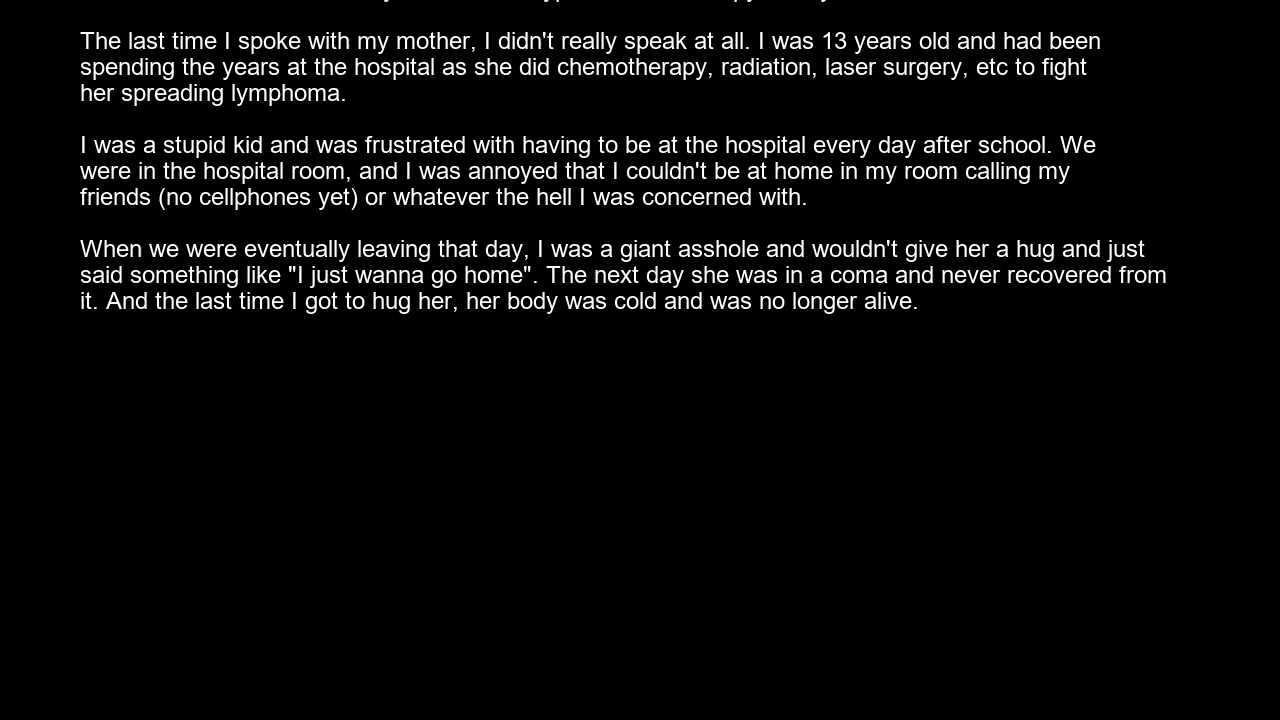 The last time I spoke with my mother, I didn't really speak at all. I was 13 years old and had been
spending the years at the hospital as she did chemotherapy, radiation, laser surgery, etc to fight
her spreading lymphoma.
I was a stupid kid and was frustrated with having to be at the hospital every day after school. We
were in the hospital room, and I was annoyed that I couldn't be at home in my room calling my
friends (no cellphones yet) or whatever the hell I was concerned with.
When we were eventually leaving that day, I was a giant asshole and wouldn't give her a hug and just
said something like "I just wanna go home". The next day she was in a coma and never recovered from
it. And the last time I got to hug her, her body was cold and was no longer alive.